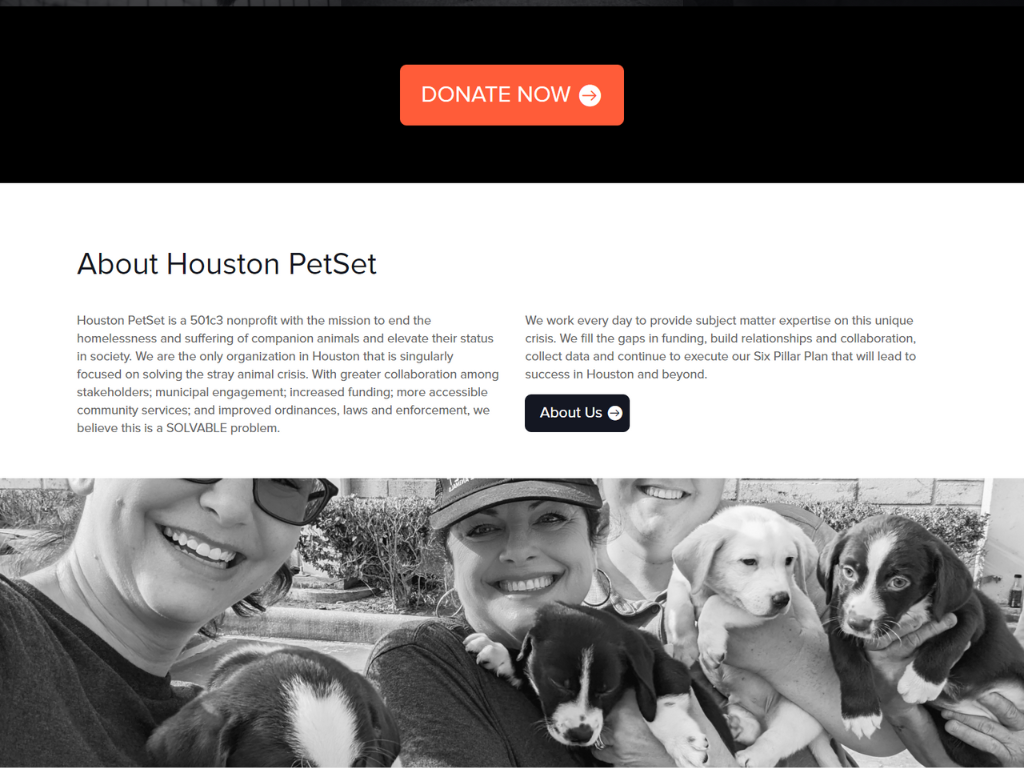 DONATE NOW
About Houston PetSet
Houston PetSet is a 501c3 nonprofit with the mission to end the
homelessness and suffering of companion animals and elevate their status
in society. We are the only organization in Houston that is singularly
focused on solving the stray animal crisis. With greater collaboration among
stakeholders; municipal engagement; increased funding; more accessible
community services; and improved ordinances, laws and enforcement, we
believe this is a SOLVABLE problem.
We work every day to provide subject matter expertise on this unique
crisis. We fill the gaps in funding, build relationships and collaboration,
collect data and continue to execute our Six Pillar Plan that will lead to
success in Houston and beyond.
About Us